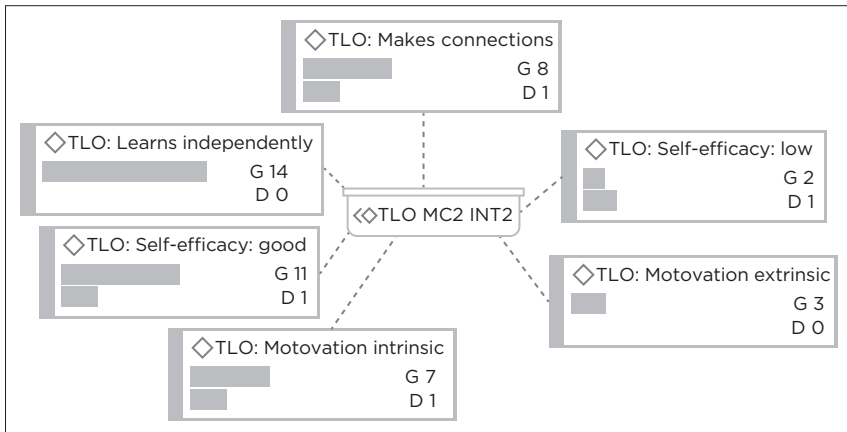 TLO: Makes connections
G 8
D 1
TLO: Learns independently
G 14
D 0
TLO: Self-efficacy: low
G 2
D 1
TLO MC2 INT2
TLO: Self-efficacy: good
G 11
D 1
TLO: Motovation extrinsic
G 3
D 0
TLO: Motovation intrinsic
G 7
D 1